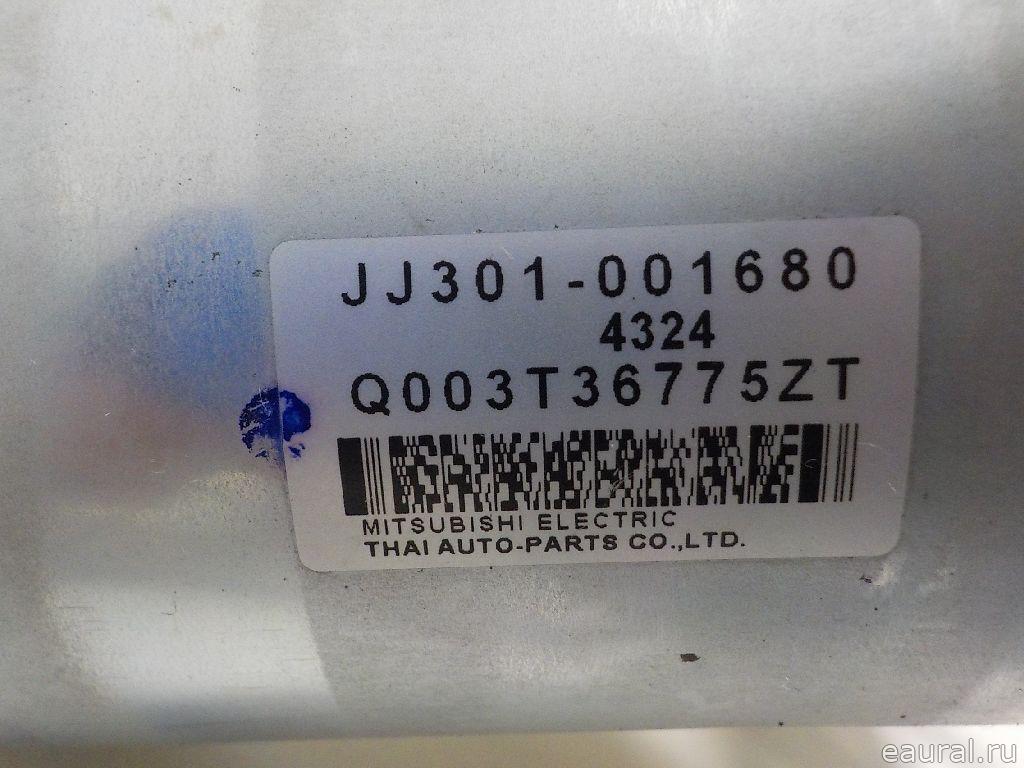 JJ301-001680
4324
Q003T36775ZT
MITSUBISHI ELECTRIC
THAI AUTO-PARTS CO.,LTD.
eaural.ru